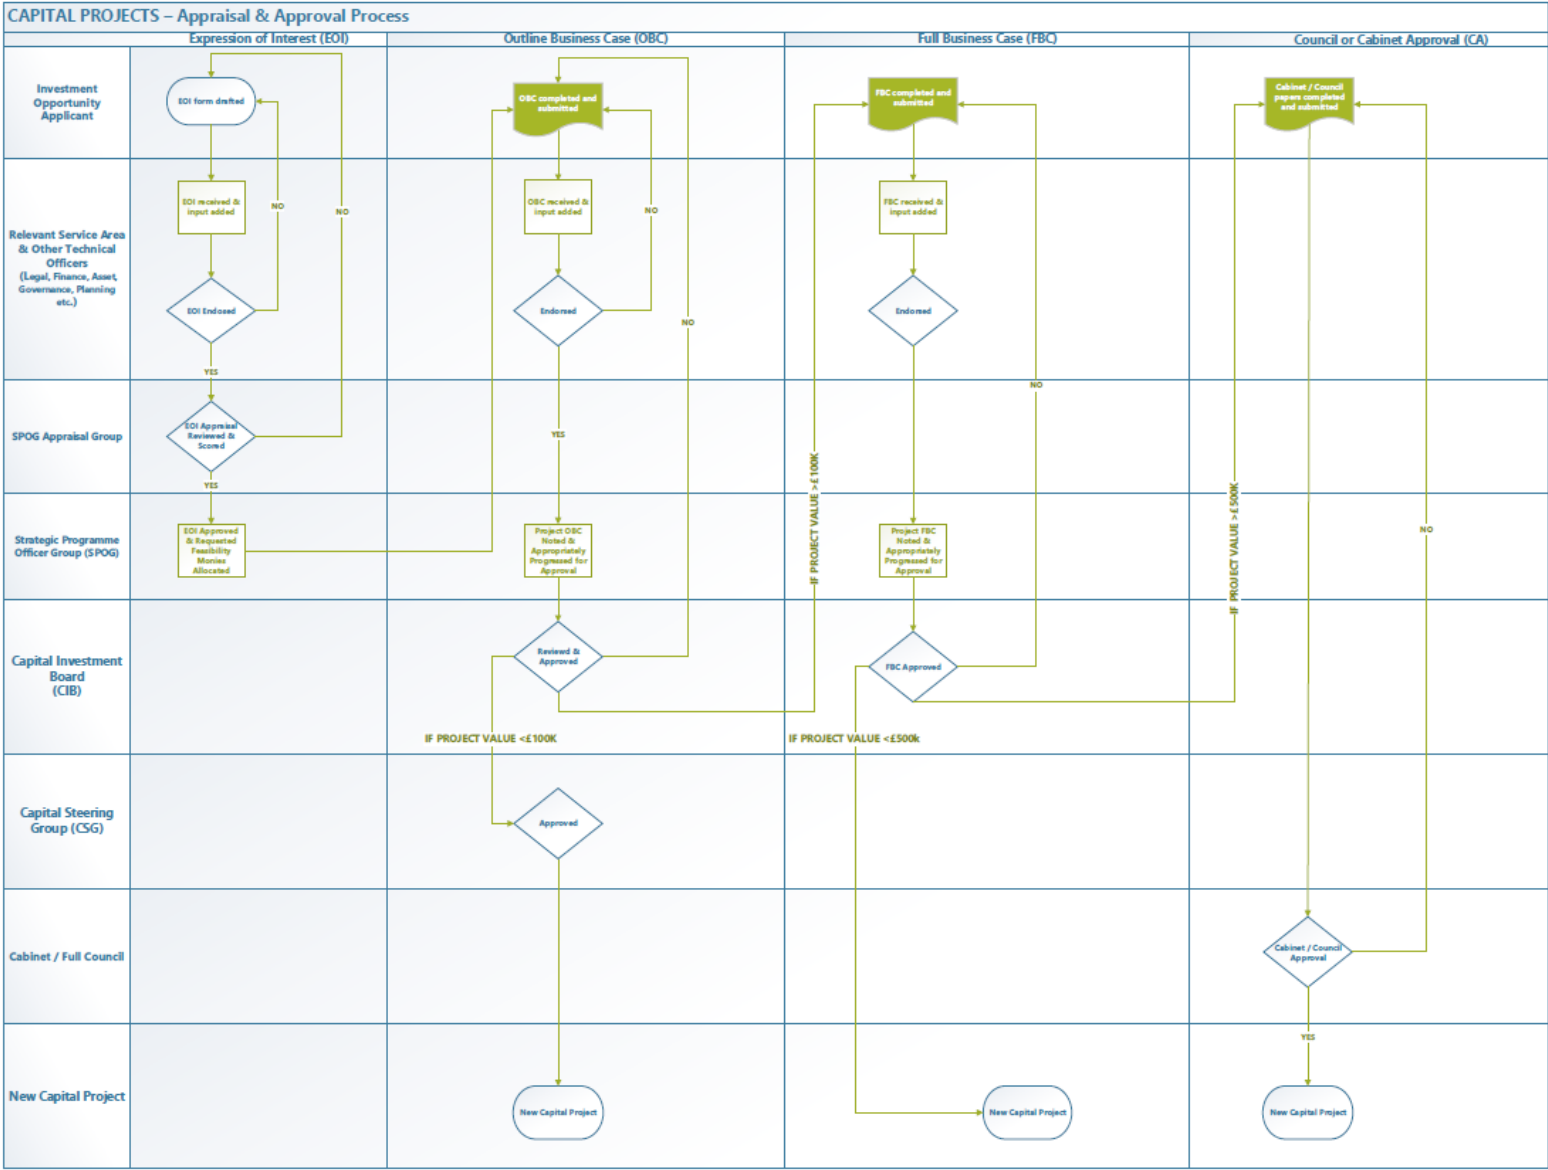 CAPITAL PROJECTS – Appraisal & Approval Process
Expression of Interest (EOI)
Outline Business Case (OBC)
Full Business Case (FBC)
Council or Cabinet Approval (CA)
Investment
Opportunity
Applicant
EOI form drafted
OBC completed and
submitted
FBC completed and
submitted
Cabinet / Council
papers completed
and submitted
Relevant Service Area
& Other Technical
Officers
(Legal, Finance, Asset,
Governance, Planning
etc.)
EOI received &
input added
NO
NO
OBC received &
input added
NO
FBC received &
input added
EOI Endosed
Endorsed
NO
Endorsed
YES
NO
SPOG Appraisal Group
EOI Appraisal
Reviewed &
Scored
YES
YES
IF PROJECT VALUE >£100K
IF PROJECT VALUE >£500K
Strategic Programme
Officer Group (SPOG)
EOI Approved
& Requested
Feasibility
Monies
Allocated
Project OBC
Noted &
Appropriately
Progressed for
Approval
Project FBC
Noted &
Appropriately
Progressed for
Approval
NO
Capital Investment
Board
(CIB)
Reviewd &
Approved
FBC Approved
IF PROJECT VALUE <£100K
IF PROJECT VALUE <£500k
Capital Steering
Group (CSG)
Approved
Cabinet / Full Council
Cabinet / Council
Approval
YES
New Capital Project
New Capital Project
New Capital Project
New Capital Project